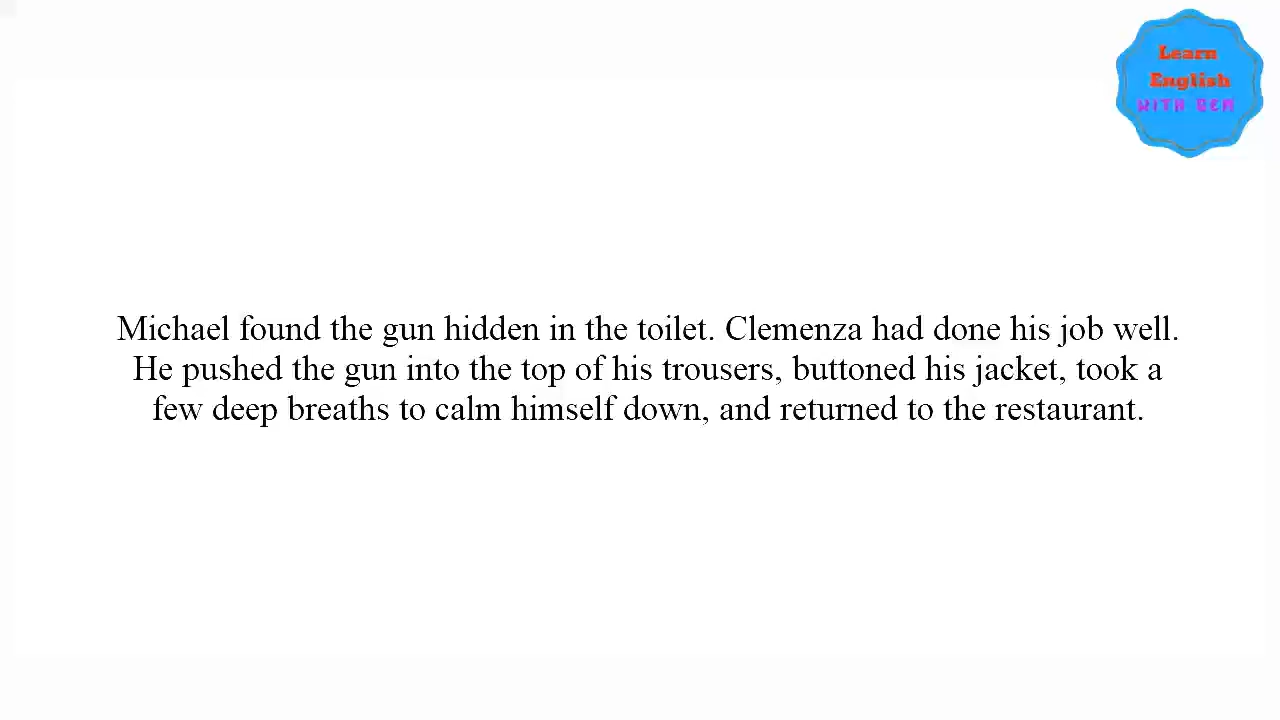 Learn
English
WITH BEN
Michael found the gun hidden in the toilet. Clemenza had done his job well.
He pushed the gun into the top of his trousers, buttoned his jacket, took a
few deep breaths to calm himself down, and returned to the restaurant.